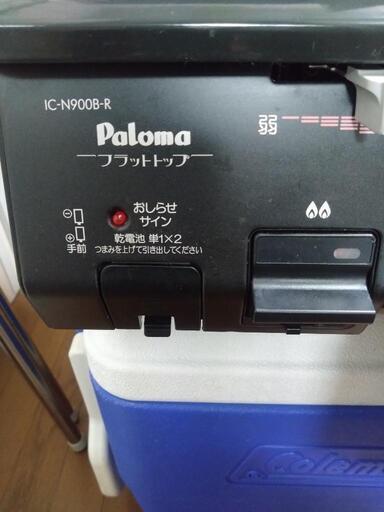 IC-N900B-R
Paloma
フラットトップ
おしらせ
サイン
乾電池 単1×2
つまみを上げて引き出してください
手前
Colem